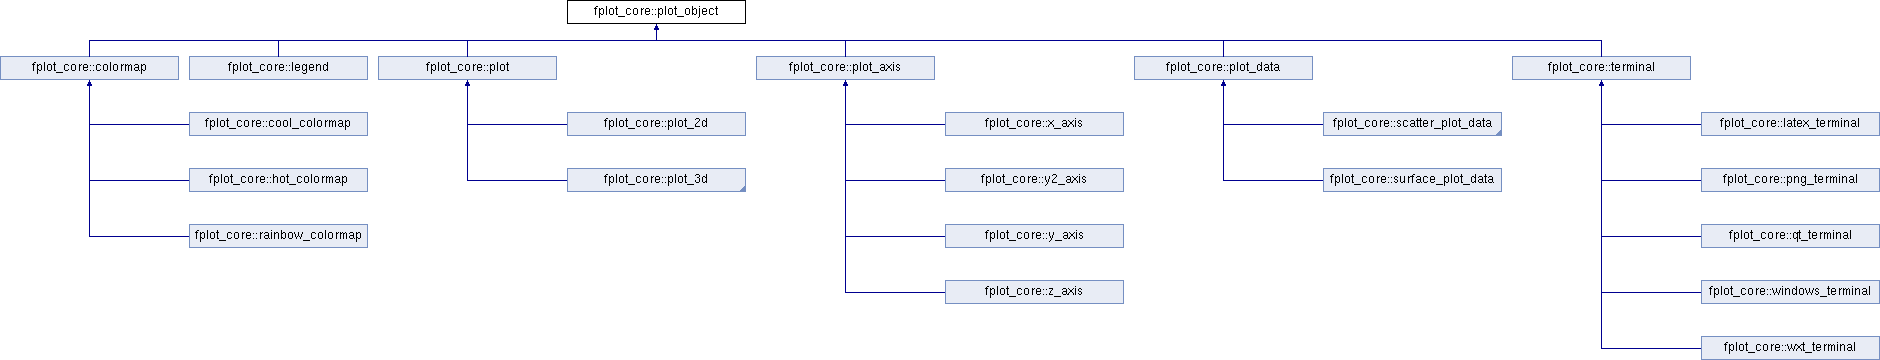 fplot_core::plot_object
fplot_core::colormap
fplot_core::legend
fplot_core::plot
fplot_core::plot_axis
fplot_core::plot_data
fplot_core::terminal
fplot_core::cool_colormap
fplot_core::plot_2d
fplot_core::x_axis
fplot_core::scatter_plot_data
fplot_core::latex_terminal
fplot_core::hot_colormap
fplot_core::plot_3d
fplot_core::y2_axis
fplot_core::surface_plot_data
fplot_core::png_terminal
fplot_core::rainbow_colormap
fplot_core::y_axis
fplot_core::qt_terminal
fplot_core::z_axis
fplot_core::windows_terminal
fplot_core::wxt_terminal